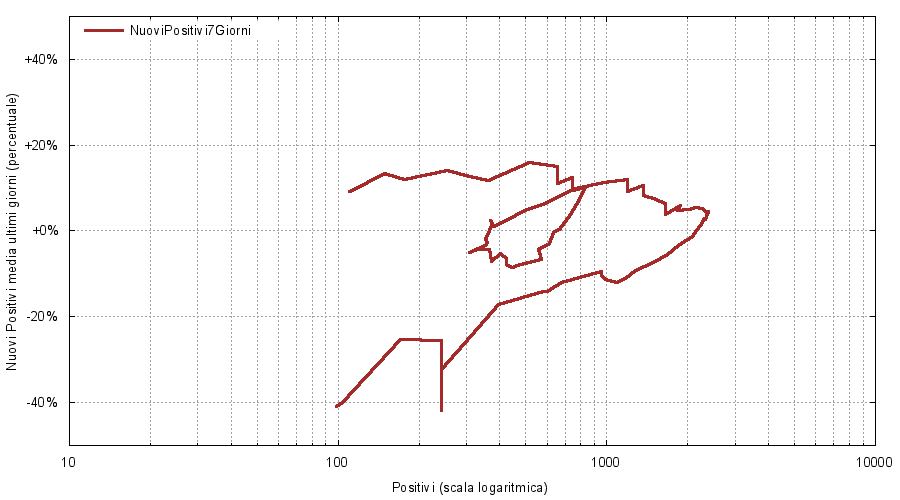 NuoviPositivi7Giorni
+40%
+20%
+0%
-20%
-40%
Nuovi Positivi media ultimi giorni (percentuale)
10 100 1000 10000
Positivi (scala logaritmica)